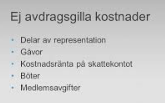 Ej avdragsgilla kostnader
• Delar av representation
• Gåvor
• Kostnadsränta på skattekontot
• Böter
• Medlemsavgifter